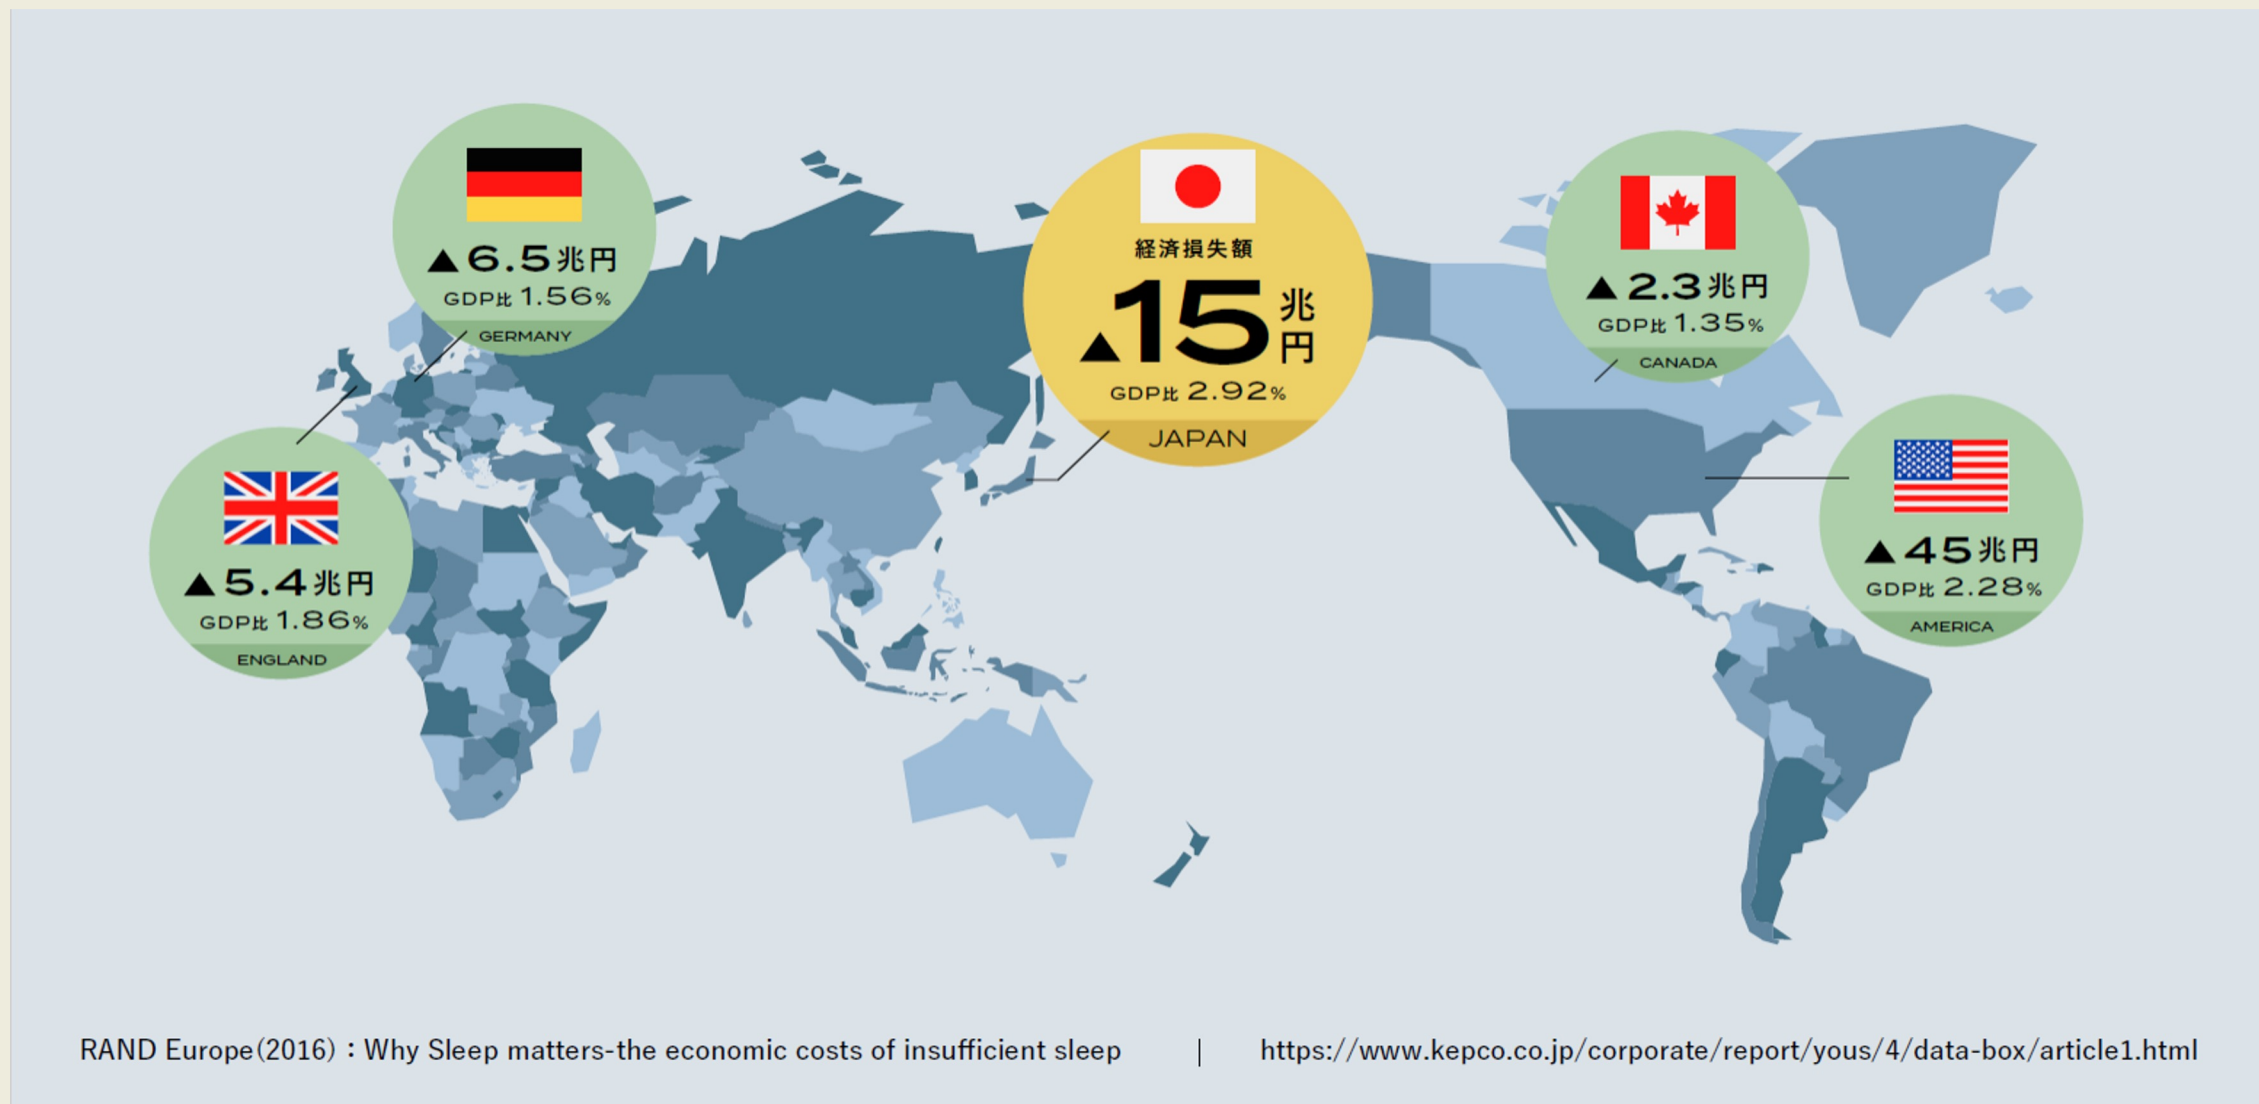 ▲6.5兆円
GDP比 1.56%
GERMANY
経済損失額
▲15兆円
GDP比 2.92%
JAPAN
▲2.3兆円
GDP比 1.35%
CANADA
▲5.4兆円
GDP比 1.86%
ENGLAND
▲45兆円
GDP比 2.28%
AMERICA
RAND Europe(2016)：Why Sleep matters-the economic costs of insufficient sleep | https://www.kepco.co.jp/corporate/report/yous/4/data-box/article1.html